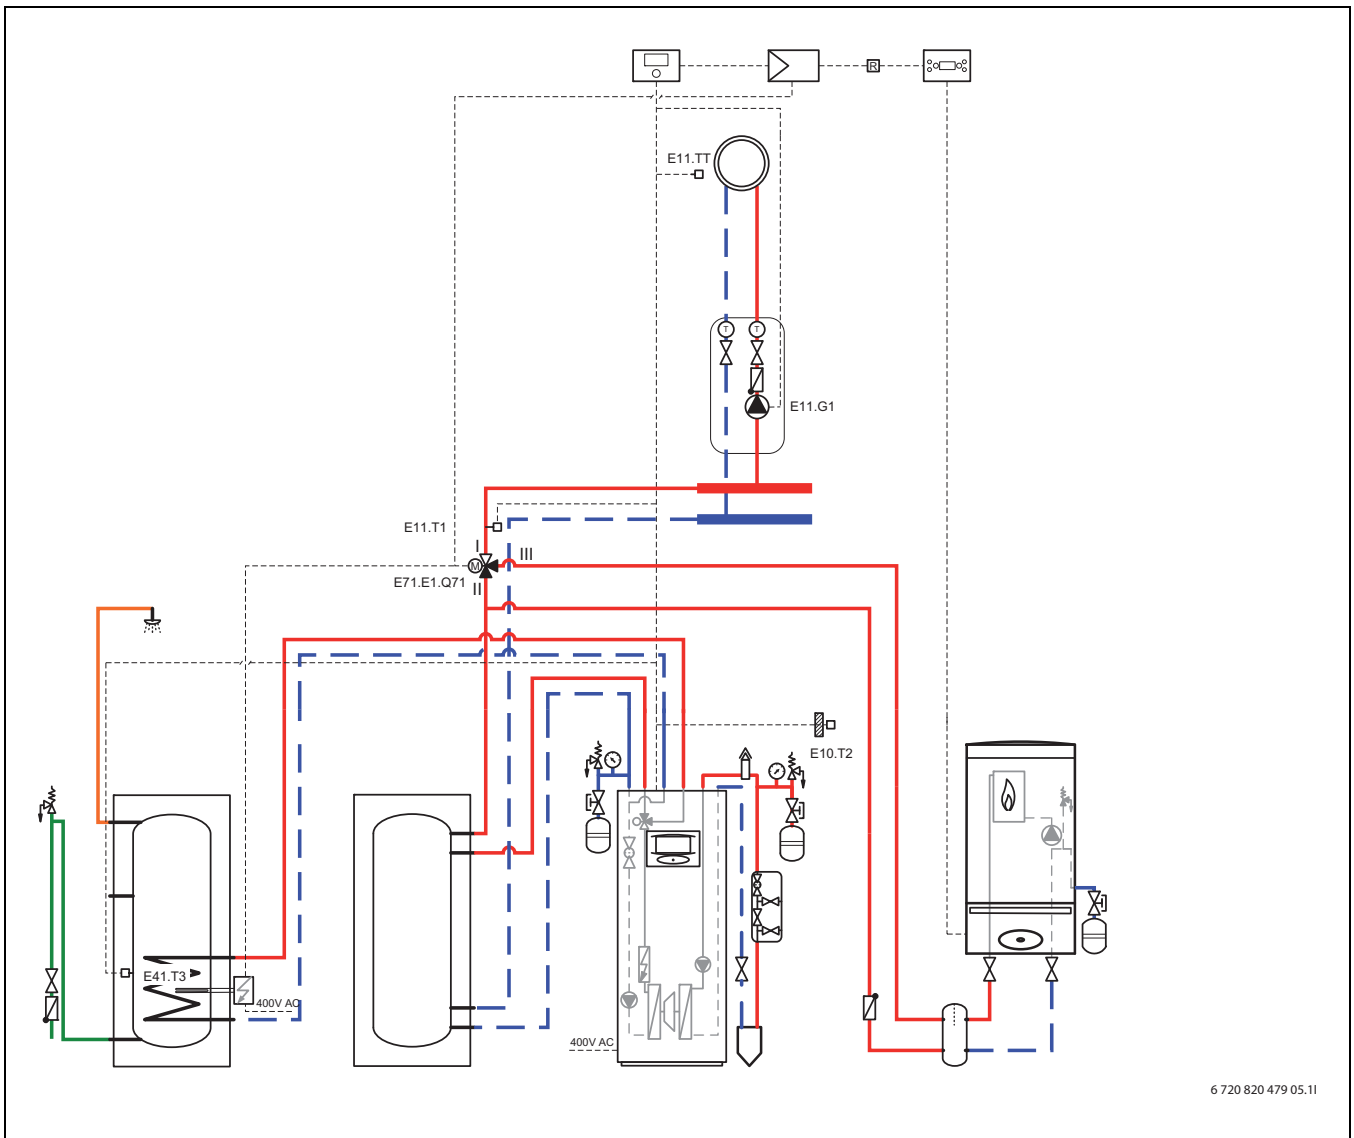 R
E11.TT
T T
E11.G1
E11.T1
I
III
M
E71.E1.Q71
II
E10.T2
E41.T3
400V AC
400V AC
6 720 820 479 05.1I